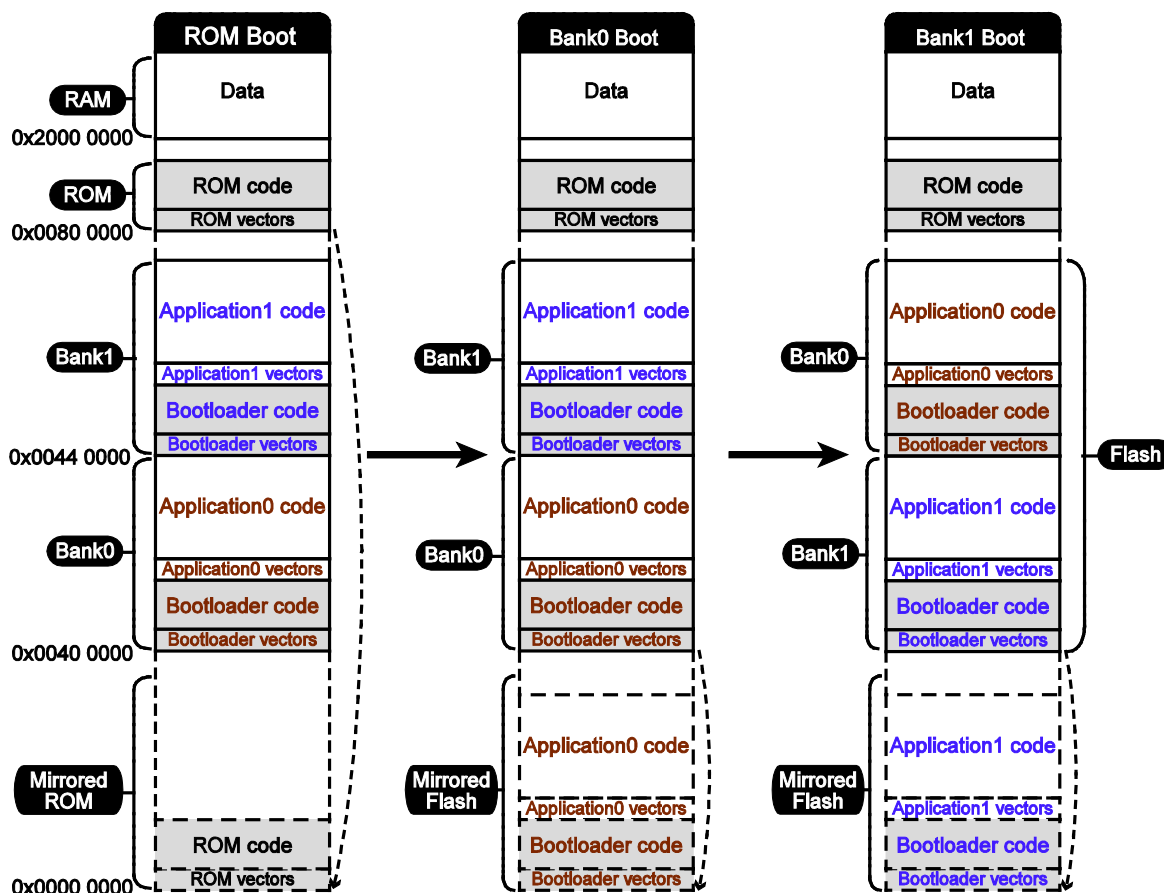 ROM Boot
Bank0 Boot
Bank1 Boot
RAM
Data
Data
Data
0x2000 0000
ROM
ROM code
ROM code
ROM code
ROM vectors
ROM vectors
ROM vectors
0x0080 0000
Bank1
Application1 code
Application1 vectors
Bootloader code
Bootloader vectors
Bank1
Application1 code
Application1 vectors
Bootloader code
Bootloader vectors
Bank0
Application0 code
Application0 vectors
Bootloader code
Bootloader vectors
Flash
0x0044 0000
Bank0
Application0 code
Application0 vectors
Bootloader code
Bootloader vectors
Bank0
Application0 code
Application0 vectors
Bootloader code
Bootloader vectors
Bank1
Application1 code
Application1 vectors
Bootloader code
Bootloader vectors
0x0040 0000
Mirrored
ROM
ROM code
ROM vectors
Mirrored
Flash
Application0 code
Application0 vectors
Bootloader code
Bootloader vectors
Mirrored
Flash
Application1 code
Application1 vectors
Bootloader code
Bootloader vectors
0x0000 0000